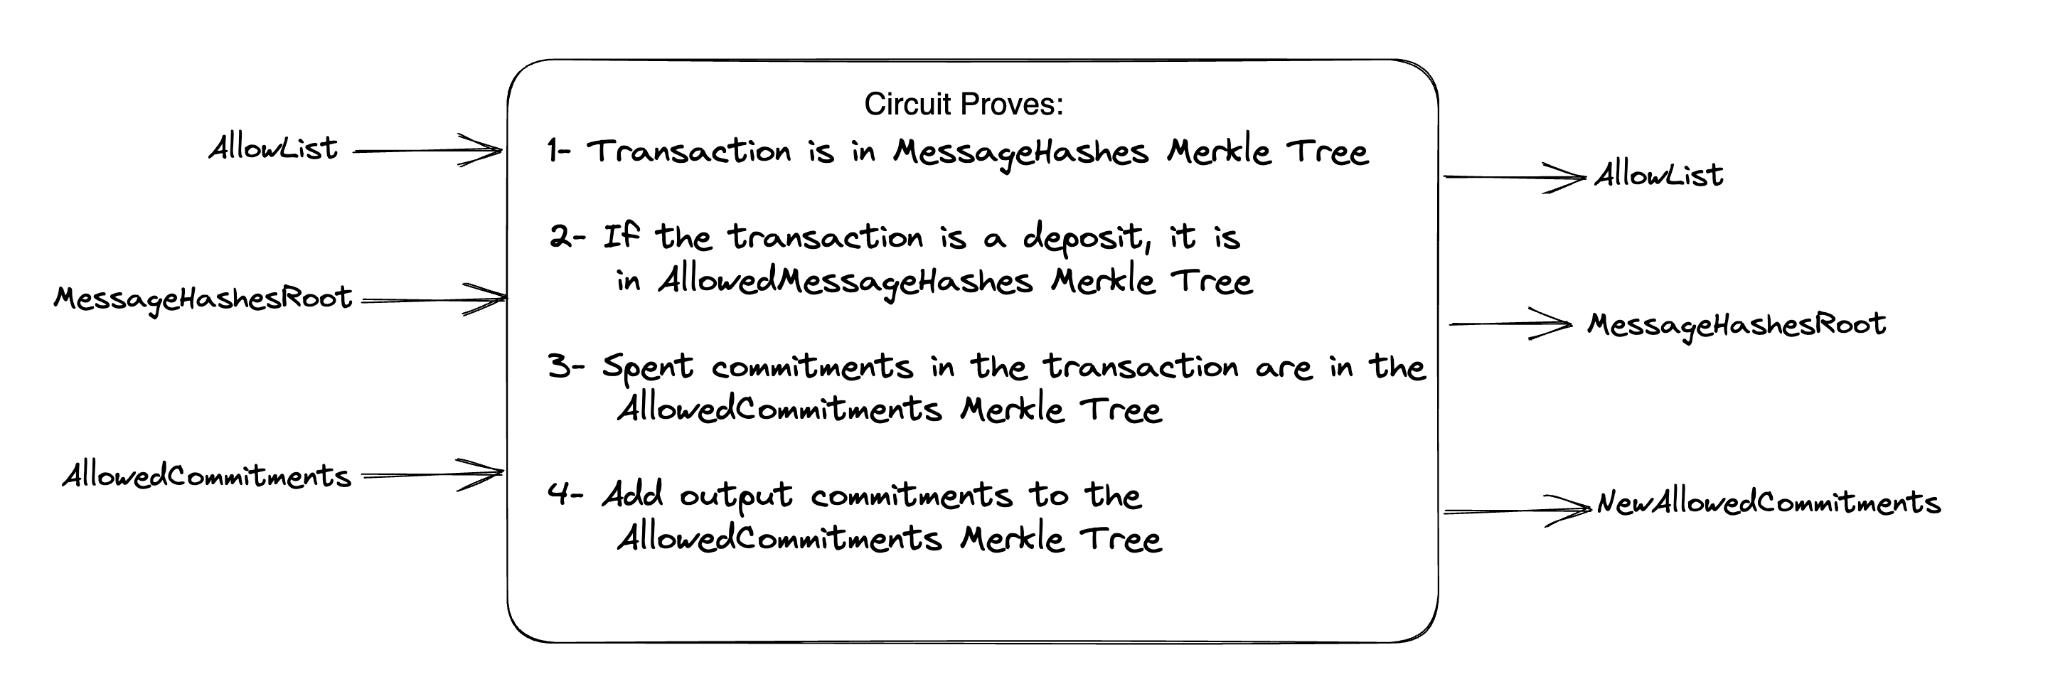 Circuit Proves:
AllowList
1- Transaction is in MessageHashes Merkle Tree
AllowList
2- If the transaction is a deposit, it is
in AllowedMessageHashes Merkle Tree
MessageHashesRoot
MessageHashesRoot
3- Spent commitments in the transaction are in the
AllowedCommitments Merkle Tree
AllowedCommitments
4- Add output commitments to the
AllowedCommitments Merkle Tree
NewAllowedCommitments